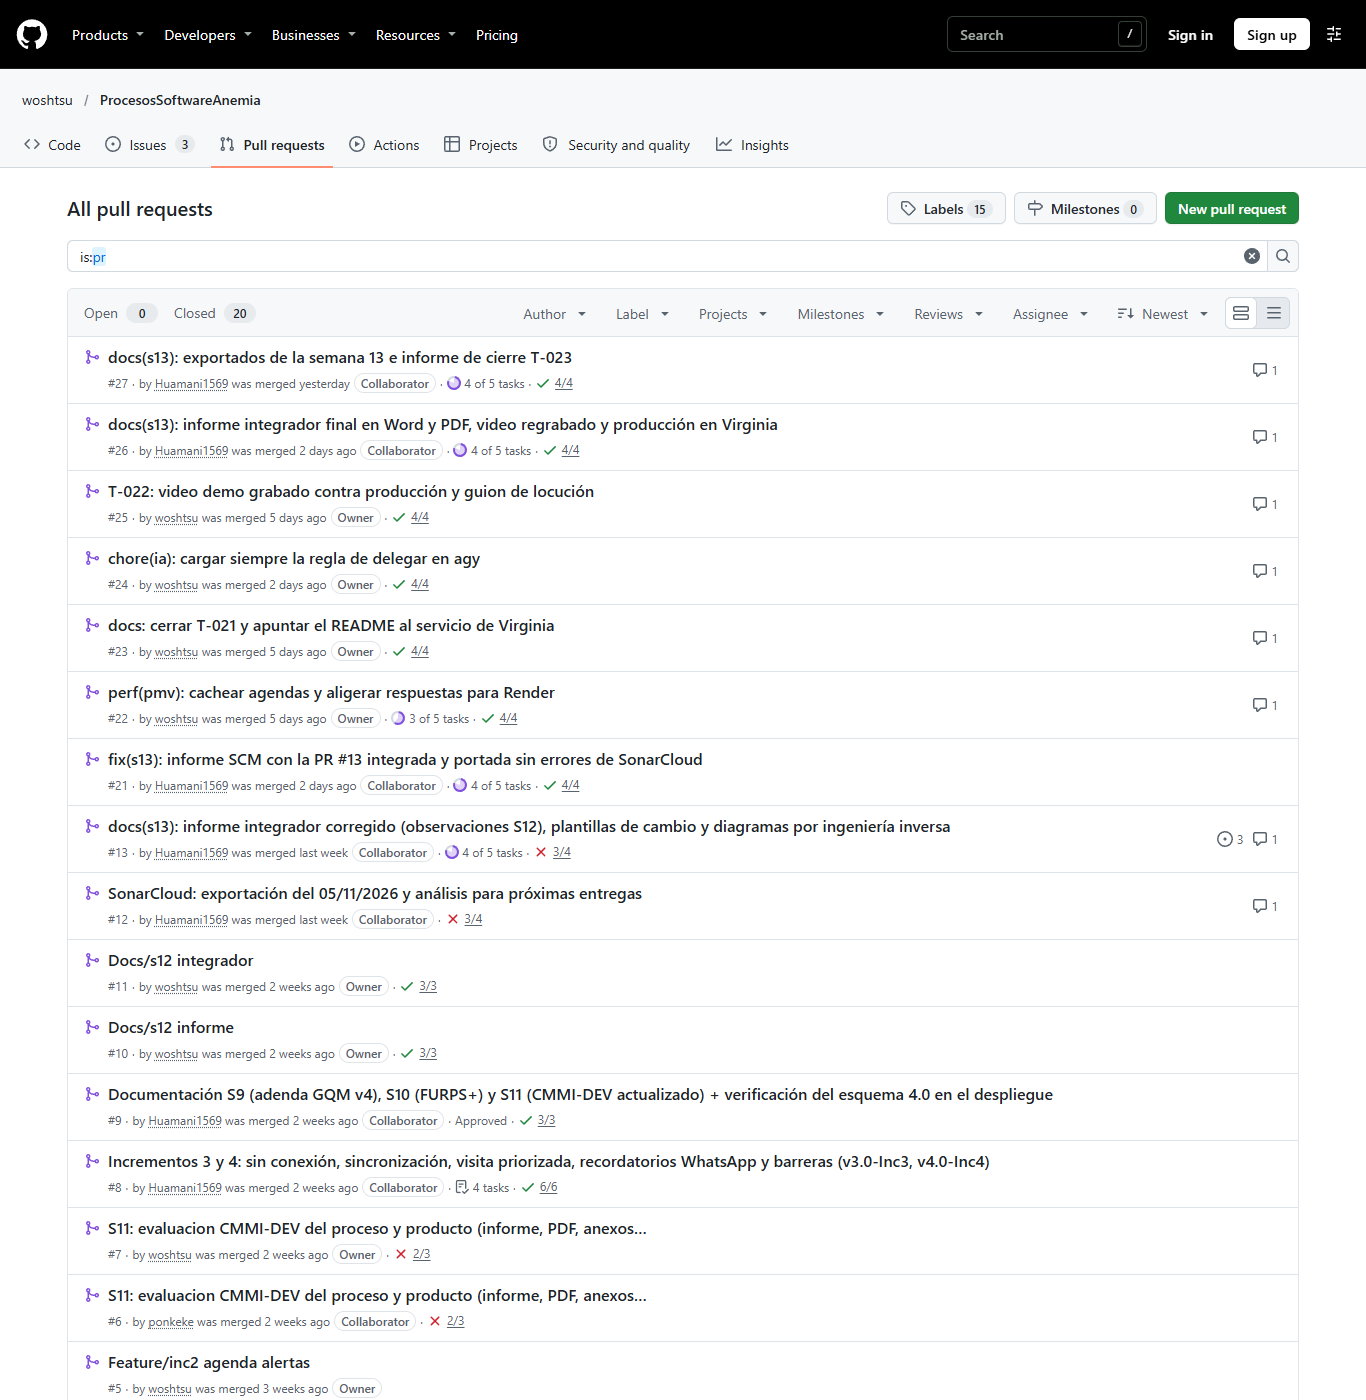 Products Developers Businesses Resources Pricing Search / Sign in Sign up
woshtsu / ProcesosSoftwareAnemia
Code Issues 3 Pull requests Actions Projects Security and quality Insights
All pull requests Labels 15 Milestones 0 New pull request
is:pr
Open 0 Closed 20 Author Label Projects Milestones Reviews Assignee Newest
docs(s13): exportados de la semana 13 e informe de cierre T-023
#27 · by Huamani1569 was merged yesterday Collaborator · 4 of 5 tasks · 4/4 1
docs(s13): informe integrador final en Word y PDF, video regrabado y producción en Virginia
#26 · by Huamani1569 was merged 2 days ago Collaborator · 4 of 5 tasks · 4/4 1
T-022: video demo grabado contra producción y guion de locución
#25 · by woshtsu was merged 5 days ago Owner · 4/4 1
chore(ia): cargar siempre la regla de delegar en agy
#24 · by woshtsu was merged 2 days ago Owner · 4/4 1
docs: cerrar T-021 y apuntar el README al servicio de Virginia
#23 · by woshtsu was merged 5 days ago Owner · 4/4 1
perf(pmv): cachear agendas y aligerar respuestas para Render
#22 · by woshtsu was merged 5 days ago Owner · 3 of 5 tasks · 4/4 1
fix(s13): informe SCM con la PR #13 integrada y portada sin errores de SonarCloud
#21 · by Huamani1569 was merged 2 days ago Collaborator · 4 of 5 tasks · 4/4
docs(s13): informe integrador corregido (observaciones S12), plantillas de cambio y diagramas por ingeniería inversa
#13 · by Huamani1569 was merged last week Collaborator · 4 of 5 tasks · 3/4 3 1
SonarCloud: exportación del 05/11/2026 y análisis para próximas entregas
#12 · by Huamani1569 was merged last week Collaborator · 3/4 1
Docs/s12 integrador
#11 · by woshtsu was merged 2 weeks ago Owner · 3/3
Docs/s12 informe
#10 · by woshtsu was merged 2 weeks ago Owner · 3/3
Documentación S9 (adenda GQM v4), S10 (FURPS+) y S11 (CMMI-DEV actualizado) + verificación del esquema 4.0 en el despliegue
#9 · by Huamani1569 was merged 2 weeks ago Collaborator · Approved · 3/3
Incrementos 3 y 4: sin conexión, sincronización, visita priorizada, recordatorios WhatsApp y barreras (v3.0-Inc3, v4.0-Inc4)
#8 · by Huamani1569 was merged 2 weeks ago Collaborator · 4 tasks · 6/6
S11: evaluacion CMMI-DEV del proceso y producto (informe, PDF, anexos...
#7 · by woshtsu was merged 2 weeks ago Owner · 2/3
S11: evaluacion CMMI-DEV del proceso y producto (informe, PDF, anexos...
#6 · by ponkeke was merged 2 weeks ago Collaborator · 2/3
Feature/inc2 agenda alertas
#5 · by woshtsu was merged 3 weeks ago Owner